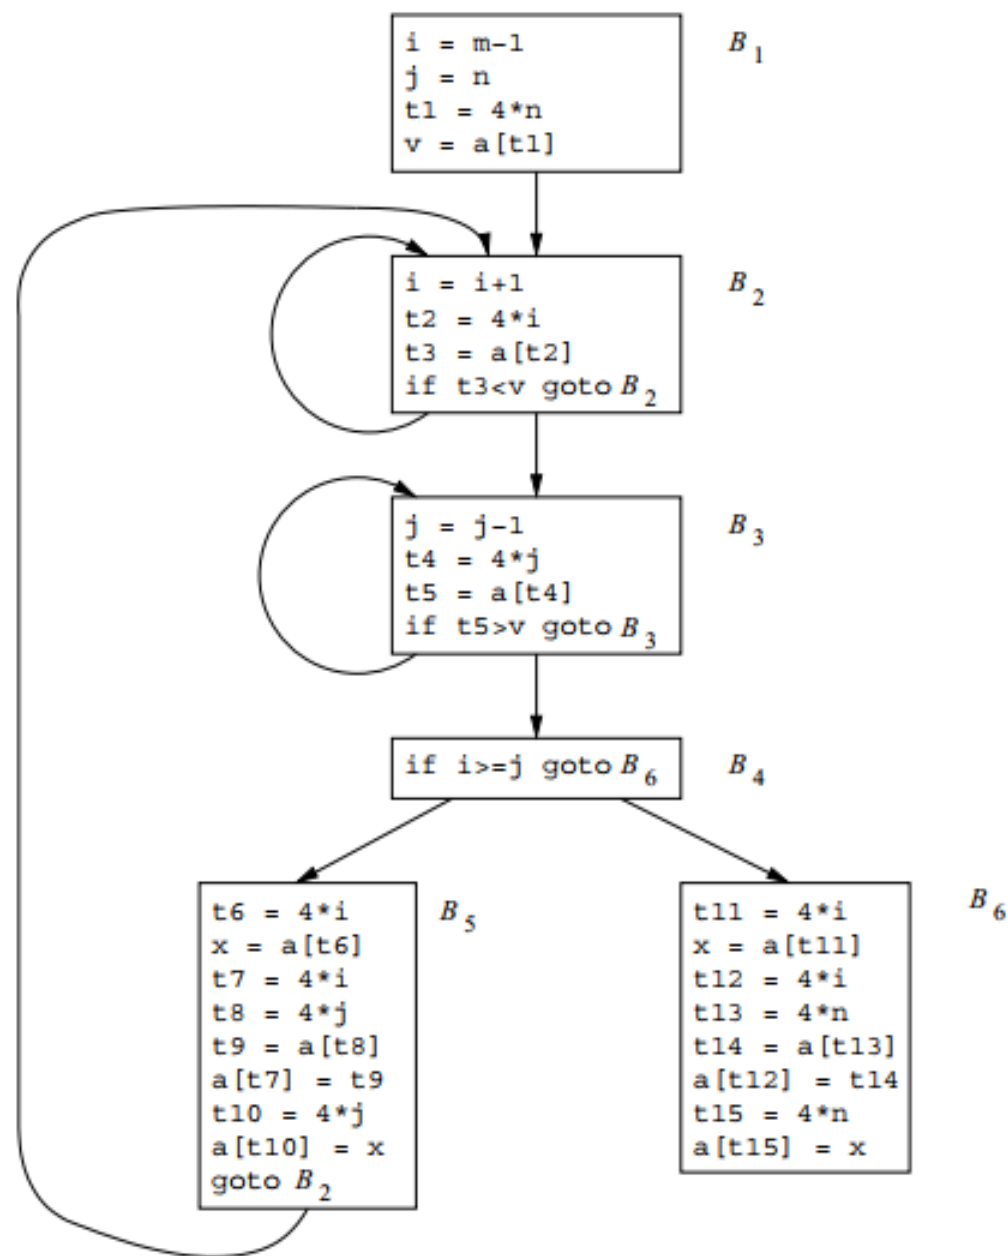 i = m-1
j = n
t1 = 4*n
v = a[t1]
B1
i = i+1
t2 = 4*i
t3 = a[t2]
if t3<v goto B2
B2
j = j-1
t4 = 4*j
t5 = a[t4]
if t5>v goto B3
B3
if i>=j goto B6
B4
t6 = 4*i
x = a[t6]
t7 = 4*i
t8 = 4*j
t9 = a[t8]
a[t7] = t9
t10 = 4*j
a[t10] = x
goto B2
B5
t11 = 4*i
x = a[t11]
t12 = 4*i
t13 = 4*n
t14 = a[t13]
a[t12] = t14
t15 = 4*n
a[t15] = x
B6